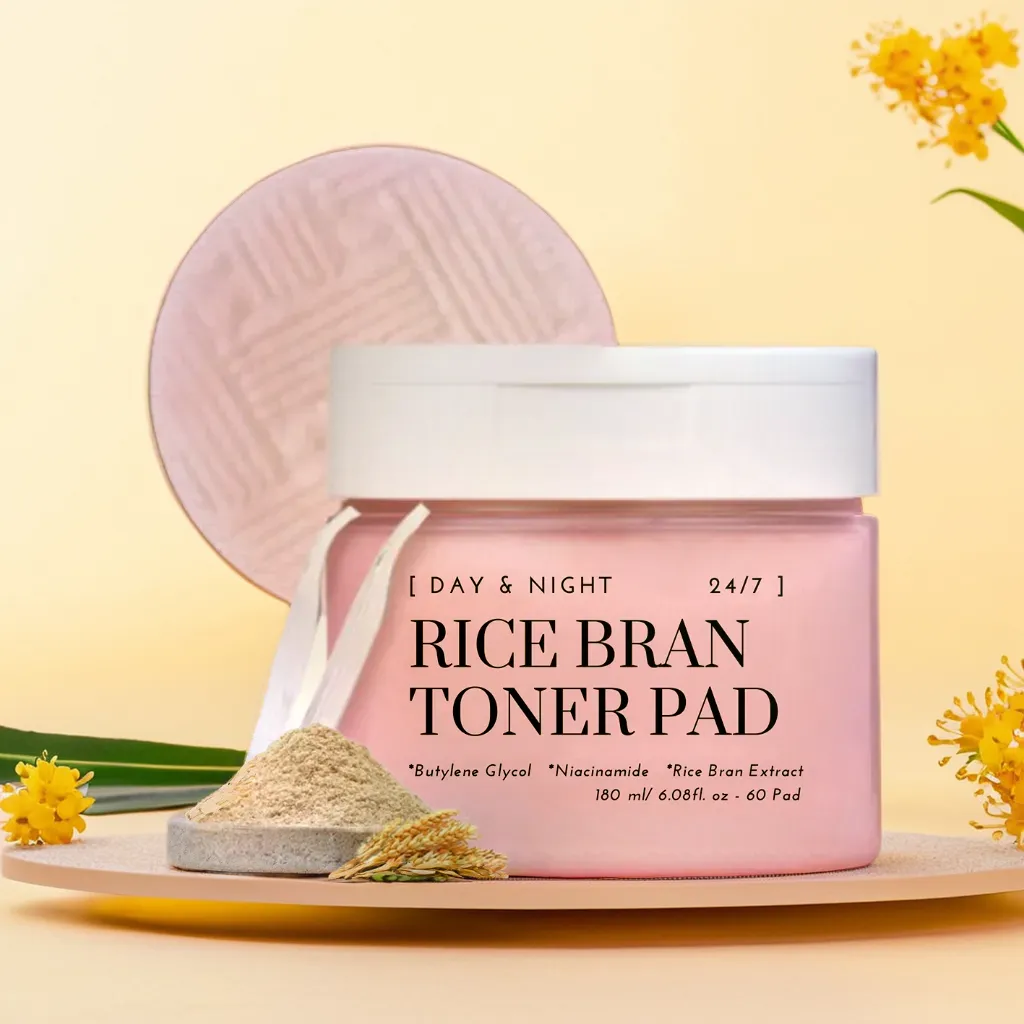 [ DAY & NIGHT 24/7 ]
RICE BRAN
TONER PAD
*Butylene Glycol *Niacinamide *Rice Bran Extract
180 ml/ 6.08fl. oz - 60 Pad